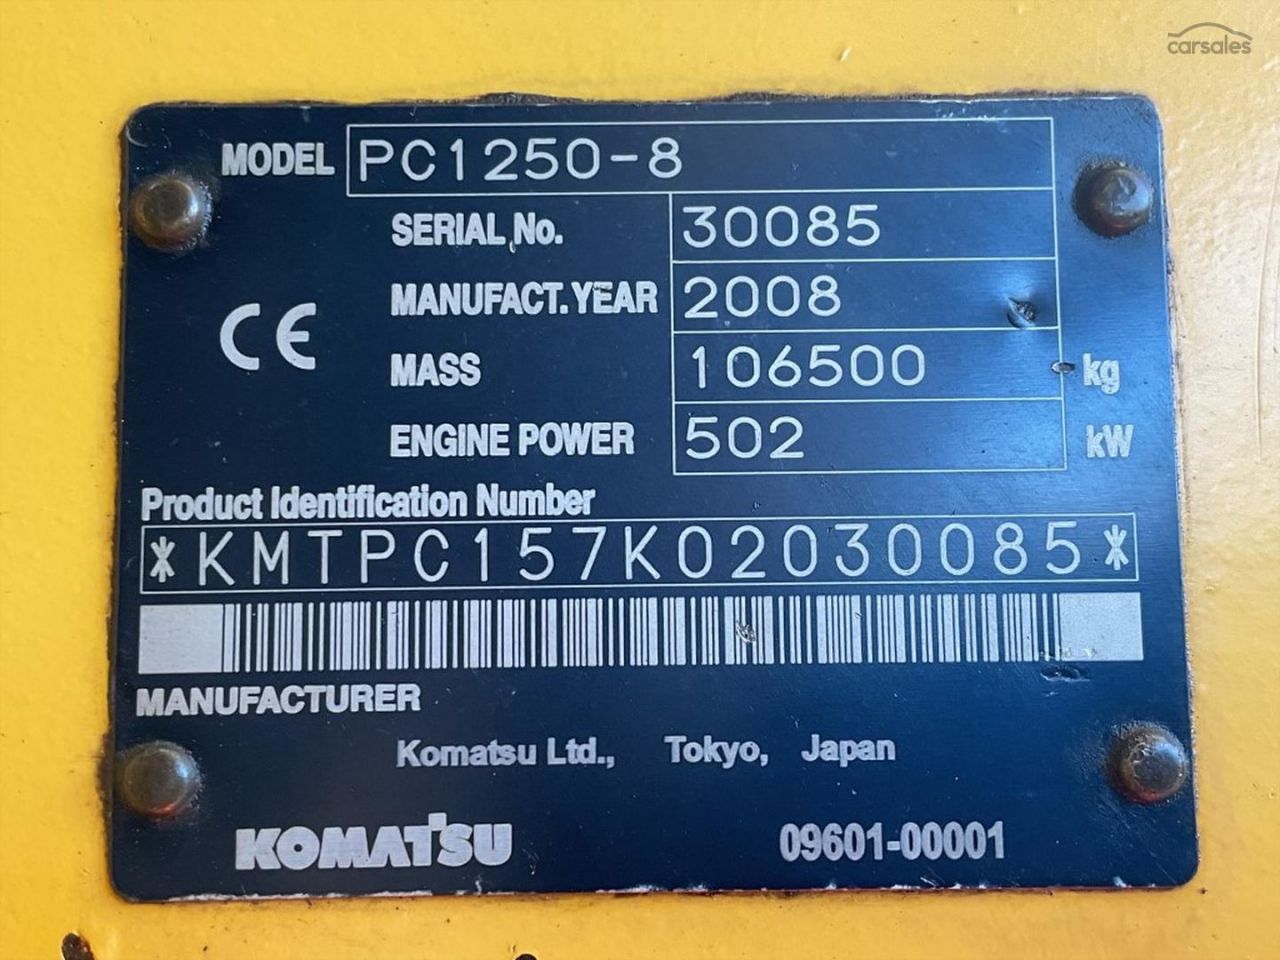 carsales
MODEL PC1250-8
SERIAL No. 30085
MANUFACT. YEAR 2008
CE
MASS 106500 kg
ENGINE POWER 502 kW
Product Identification Number
*KMTPC157K02030085*
MANUFACTURER
Komatsu Ltd., Tokyo, Japan
KOMATSU 09601-00001